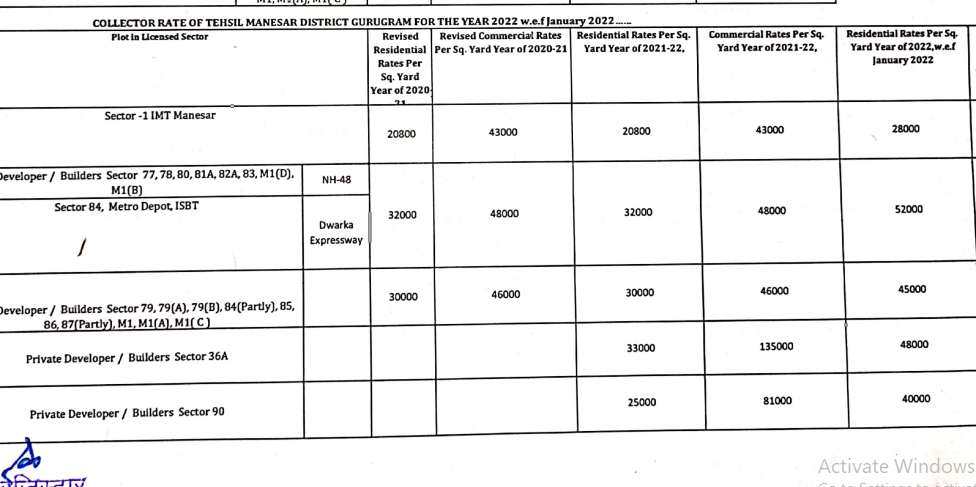 COLLECTOR RATE OF TEHSIL MANESAR DISTRICT GURUGRAM FOR THE YEAR 2022 w.e.f January 2022......
Plot in Licensed Sector
Revised Residential Rates Per Sq. Yard Year of 2020-21
Revised Commercial Rates Per Sq. Yard Year of 2020-21
Residential Rates Per Sq. Yard Year of 2021-22,
Commercial Rates Per Sq. Yard Year of 2021-22,
Residential Rates Per Sq. Yard Year of 2022,w.e.f January 2022
Sector -1 IMT Manesar
20800 43000 20800 43000 28000
Developer / Builders Sector 77, 78, 80, 81A, 82A, 83, M1(D),
M1(B)
NH-48
Sector 84, Metro Depot, ISBT
Dwarka
Expressway
32000 48000 32000 48000 52000
Developer / Builders Sector 79, 79(A), 79(B), 84(Partly), 85,
86, 87(Partly), M1, M1(A), M1( C )
30000 46000 30000 46000 45000
Private Developer / Builders Sector 36A
33000 135000 48000
Private Developer / Builders Sector 90
25000 81000 40000
Activate Windows